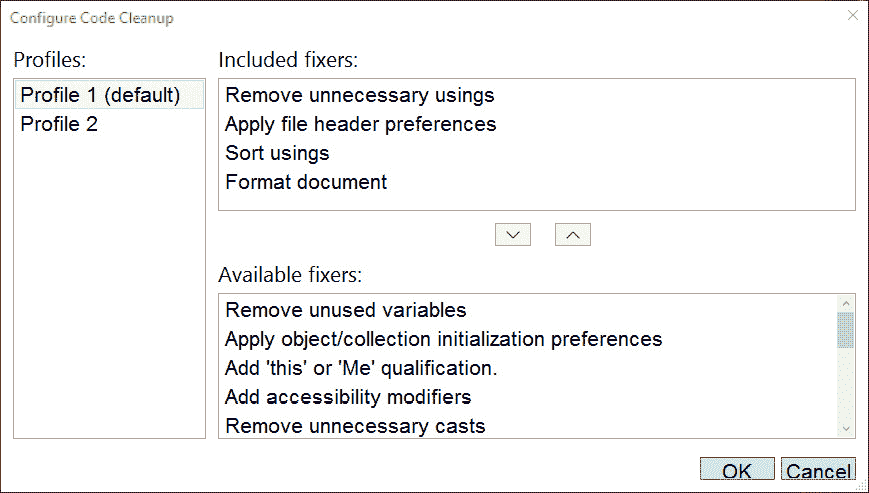 Configure Code Cleanup
Profiles:
Profile 1 (default)
Profile 2
Included fixers:
Remove unnecessary usings
Apply file header preferences
Sort usings
Format document
Available fixers:
Remove unused variables
Apply object/collection initialization preferences
Add 'this' or 'Me' qualification.
Add accessibility modifiers
Remove unnecessary casts
OK
Cancel